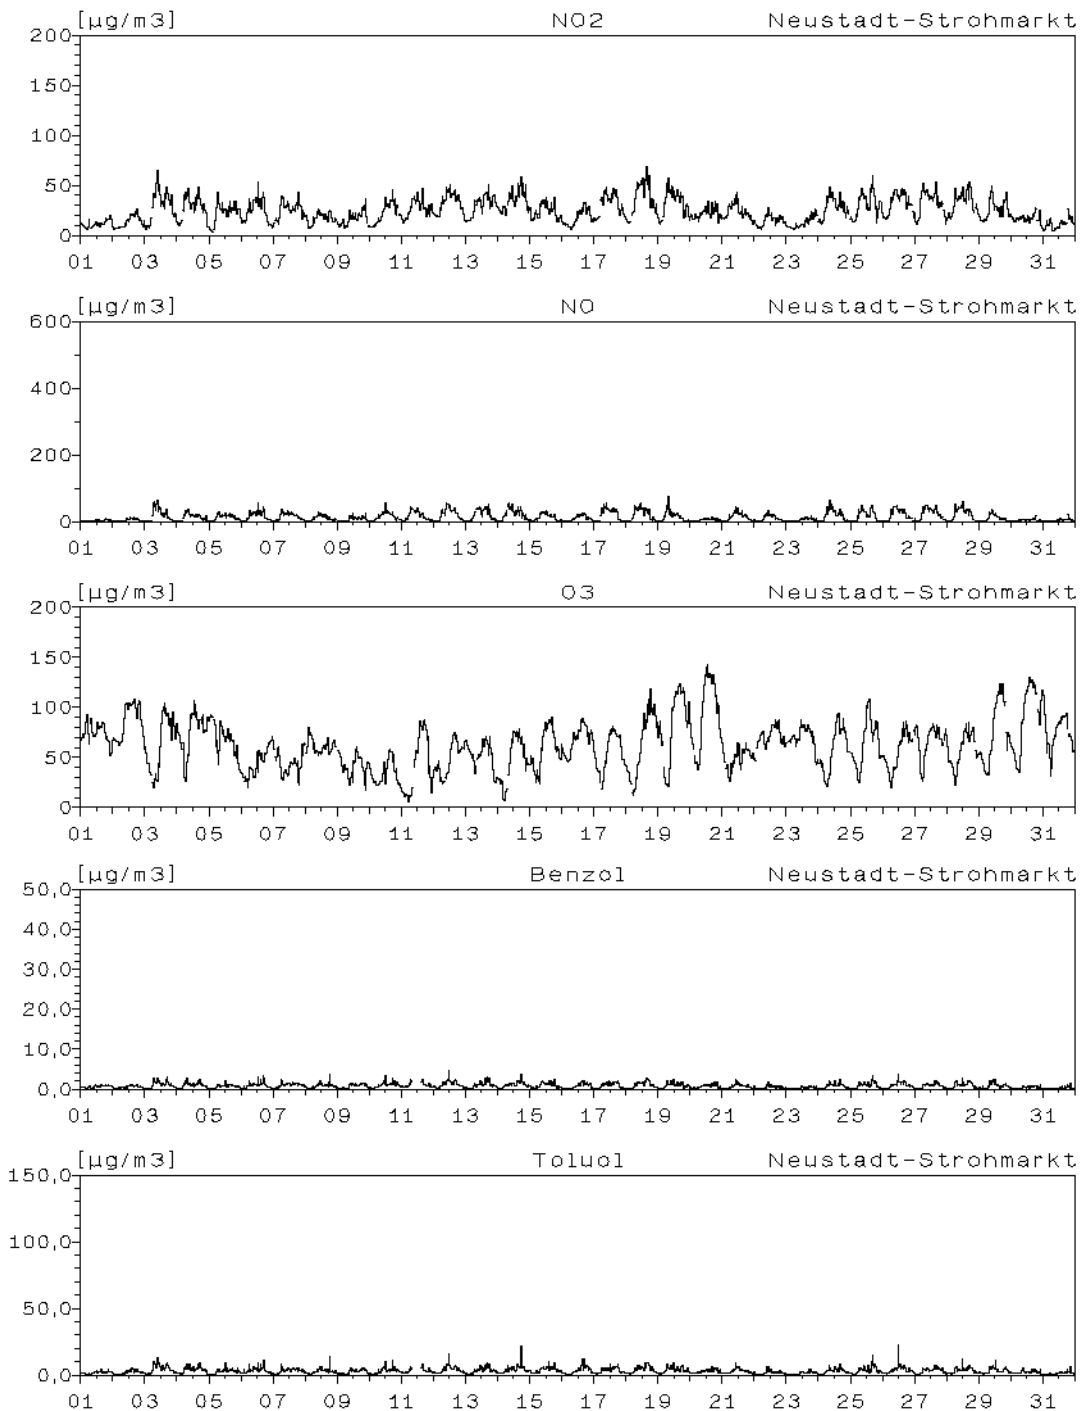 [µg/m3] NO2 Neustadt-Strohmarkt
200
150
100
50
0
01 03 05 07 09 11 13 15 17 19 21 23 25 27 29 31
[µg/m3] NO Neustadt-Strohmarkt
600
400
200
0
01 03 05 07 09 11 13 15 17 19 21 23 25 27 29 31
[µg/m3] O3 Neustadt-Strohmarkt
200
150
100
50
0
01 03 05 07 09 11 13 15 17 19 21 23 25 27 29 31
[µg/m3] Benzol Neustadt-Strohmarkt
50,0
40,0
30,0
20,0
10,0
0,0
01 03 05 07 09 11 13 15 17 19 21 23 25 27 29 31
[µg/m3] Toluol Neustadt-Strohmarkt
150,0
100,0
50,0
0,0
01 03 05 07 09 11 13 15 17 19 21 23 25 27 29 31